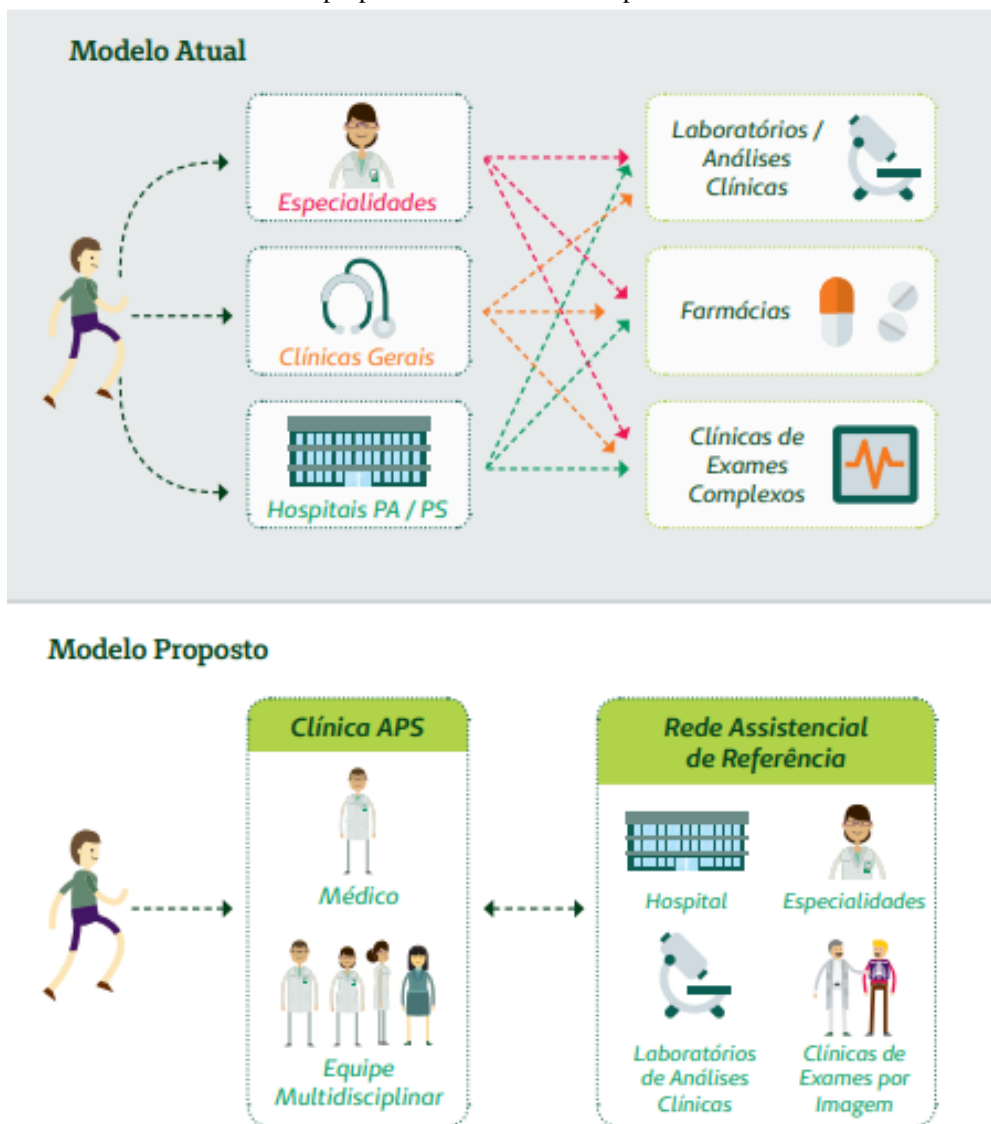 Modelo Atual
Especialidades
Clínicas Gerais
Hospitais PA / PS
Laboratórios /
Análises
Clínicas
Farmácias
Clínicas de
Exames
Complexos
Modelo Proposto
Clínica APS
Médico
Equipe
Multidisciplinar
Rede Assistencial
de Referência
Hospital
Especialidades
Laboratórios
de Análises
Clínicas
Clínicas de
Exames por
Imagem